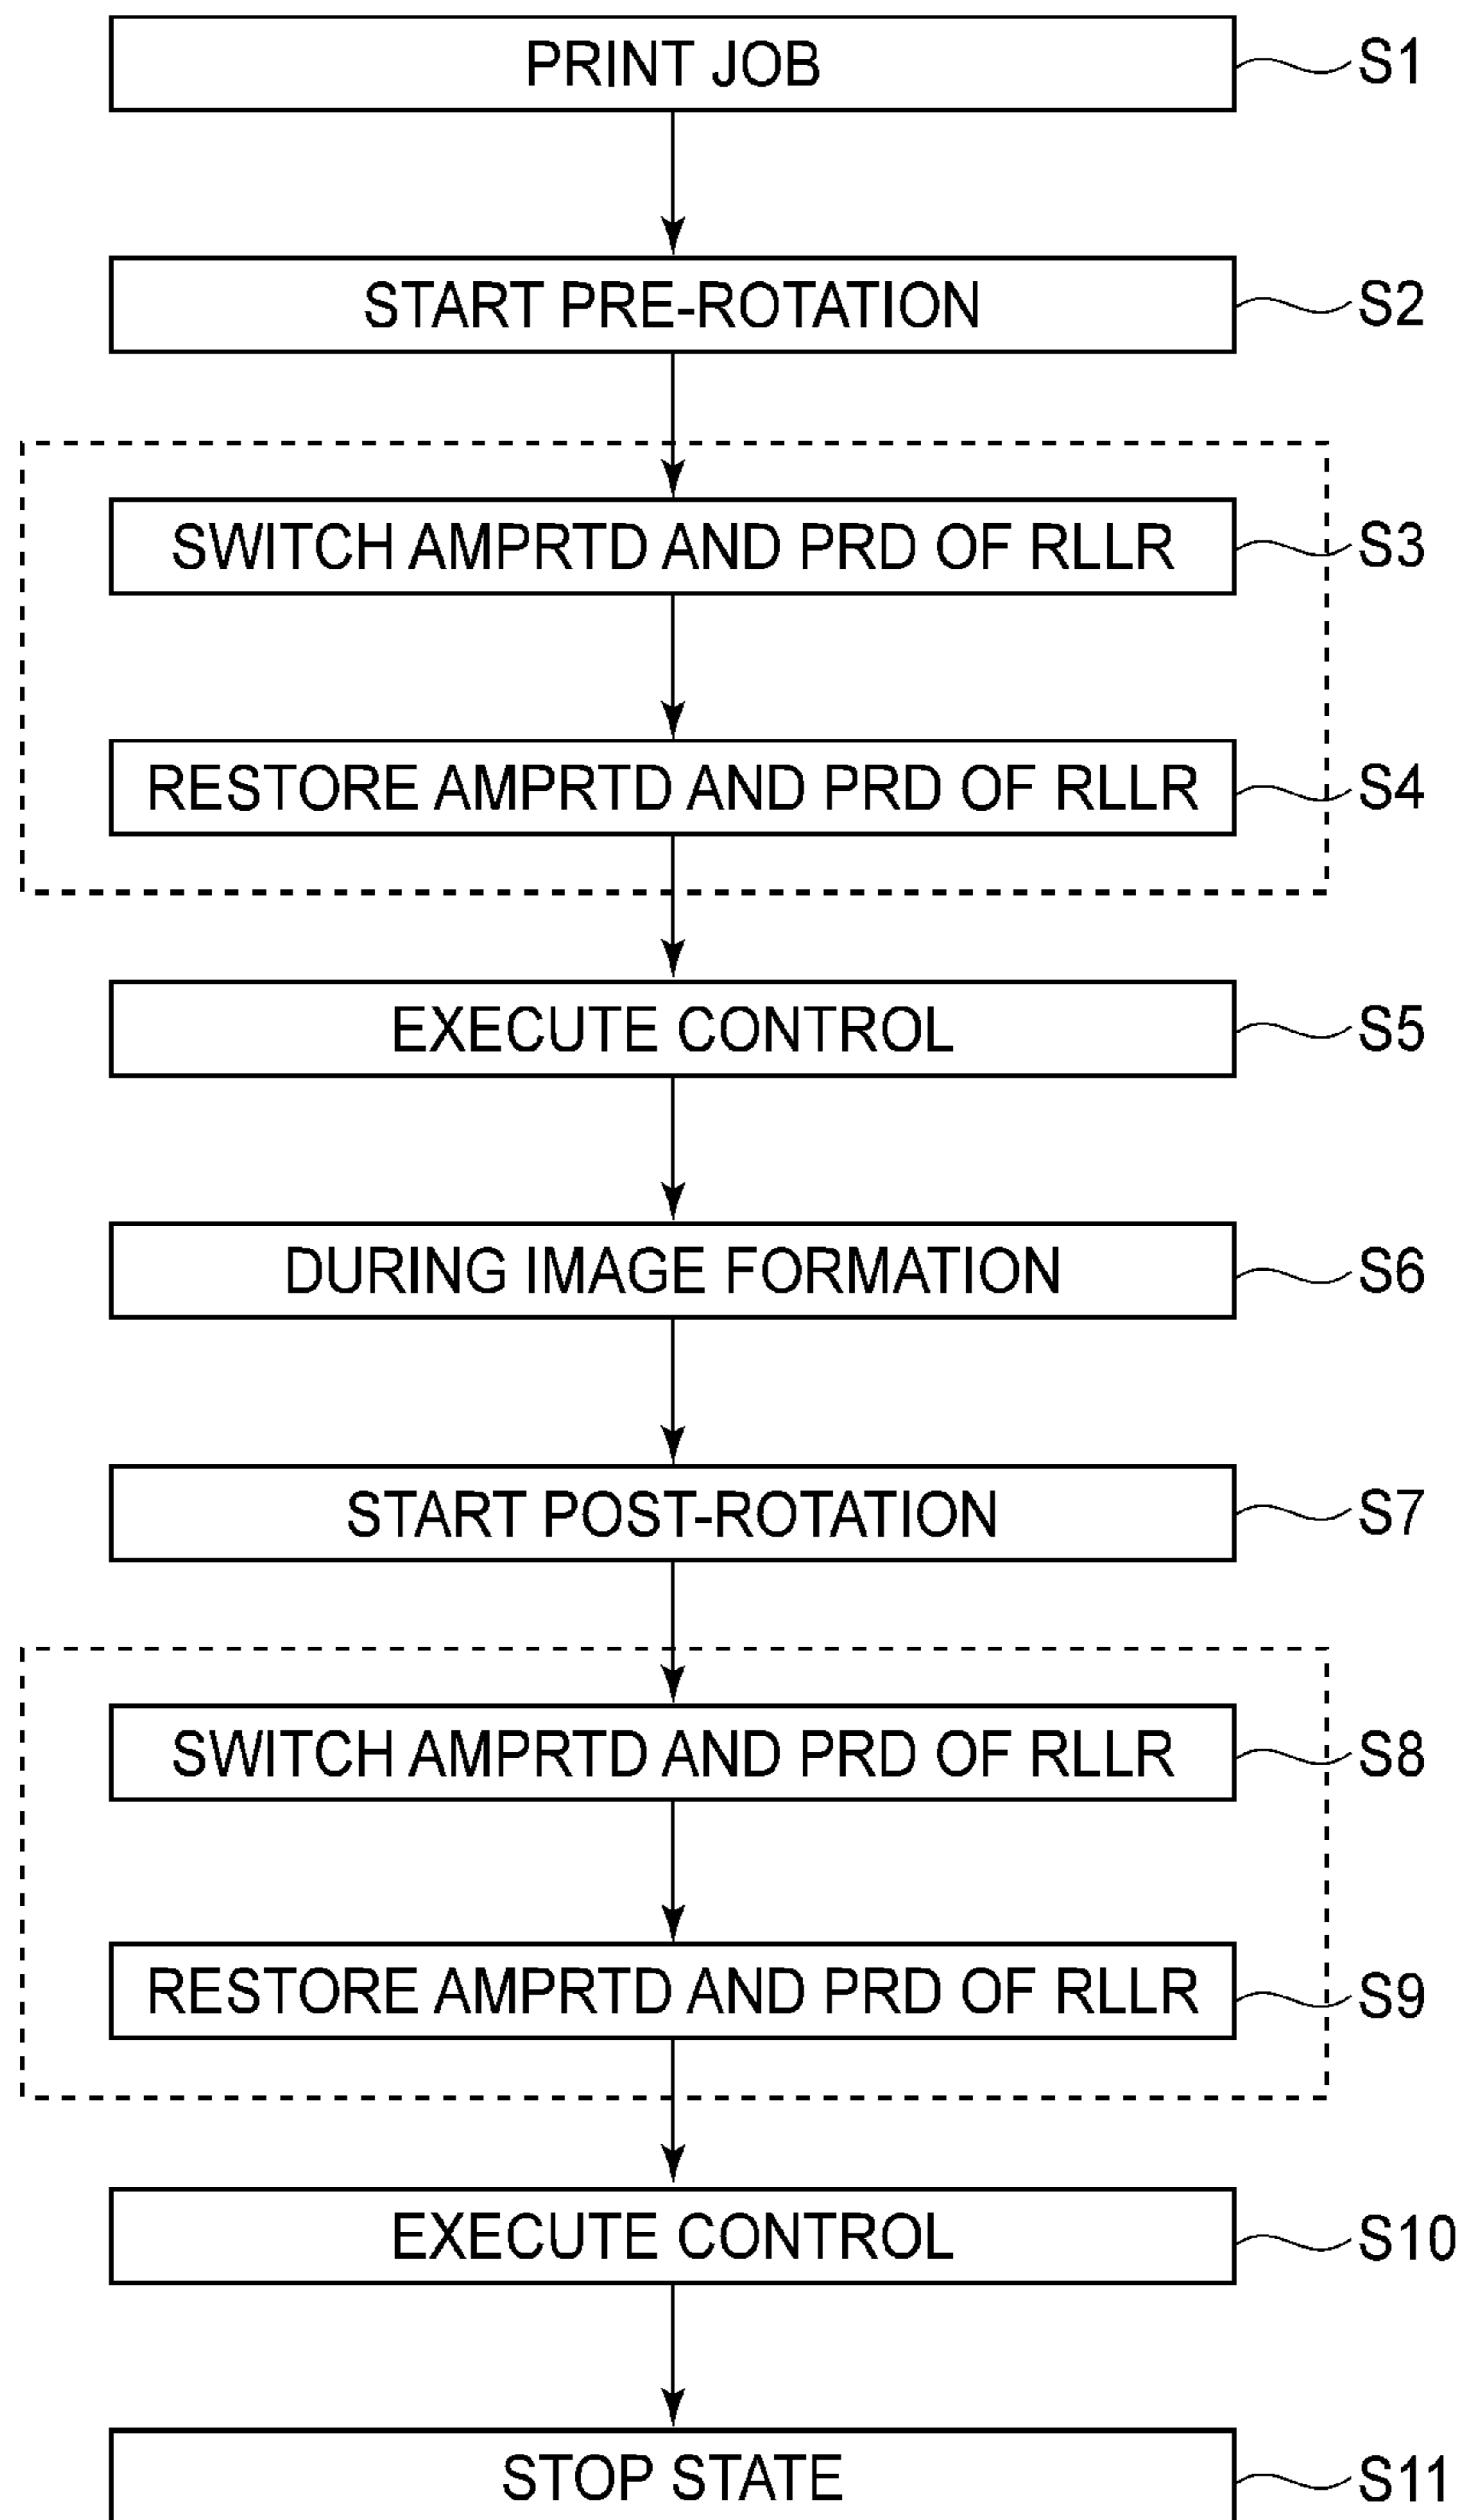 PRINT JOB S1
START PRE-ROTATION S2
SWITCH AMPRTD AND PRD OF RLLR S3
RESTORE AMPRTD AND PRD OF RLLR S4
EXECUTE CONTROL S5
DURING IMAGE FORMATION S6
START POST-ROTATION S7
SWITCH AMPRTD AND PRD OF RLLR S8
RESTORE AMPRTD AND PRD OF RLLR S9
EXECUTE CONTROL S10
STOP STATE S11